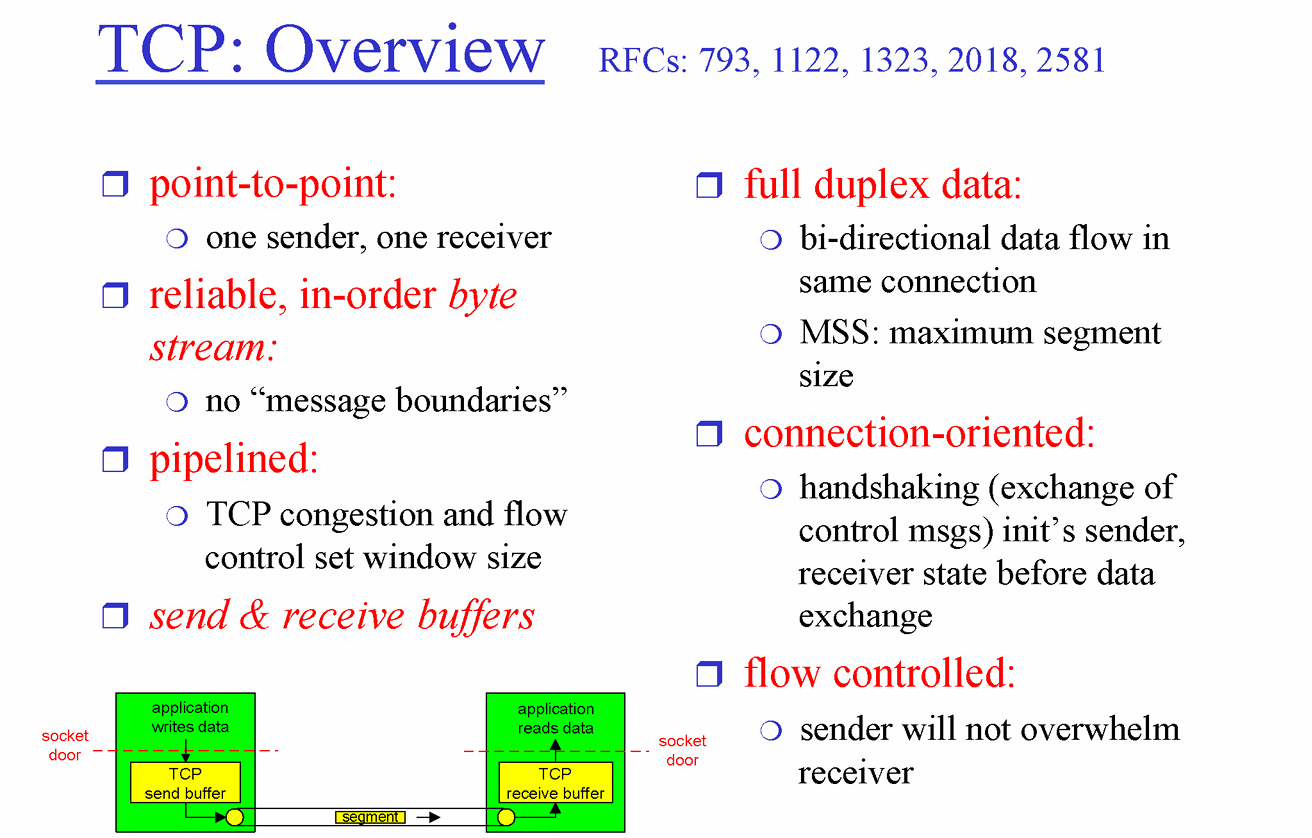 TCP: Overview RFCs: 793, 1122, 1323, 2018, 2581
point-to-point:
one sender, one receiver
reliable, in-order byte
stream:
no “message boundaries”
pipelined:
TCP congestion and flow
control set window size
send & receive buffers
full duplex data:
bi-directional data flow in
same connection
MSS: maximum segment
size
connection-oriented:
handshaking (exchange of
control msgs) init’s sender,
receiver state before data
exchange
flow controlled:
sender will not overwhelm
receiver
socket
door
application
writes data
TCP
send buffer
segment
application
reads data
TCP
receive buffer
socket
door